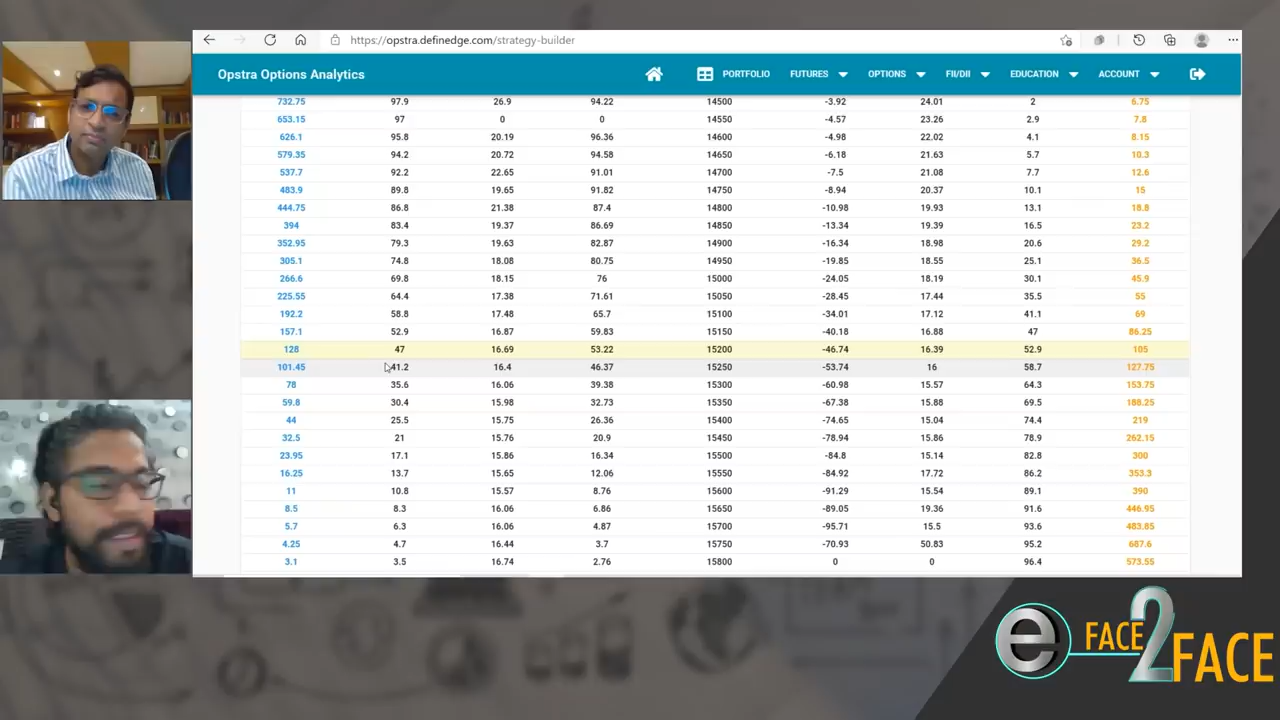 https://opstra.definedge.com/strategy-builder
Opstra Options Analytics PORTFOLIO FUTURES OPTIONS FII/DII EDUCATION ACCOUNT
732.75 97.9 26.9 94.22 14500 -3.92 24.01 2 6.75
653.15 97 0 0 14550 -4.57 23.26 2.9 7.8
626.1 95.8 20.19 96.36 14600 -4.98 22.02 4.1 8.15
579.35 94.2 20.72 94.58 14650 -6.18 21.63 5.7 10.3
537.7 92.2 22.65 91.01 14700 -7.5 21.08 7.7 12.6
483.9 89.8 19.65 91.82 14750 -8.94 20.37 10.1 15
444.75 86.8 21.38 87.4 14800 -10.98 19.93 13.1 18.8
394 83.4 19.37 86.69 14850 -13.34 19.39 16.5 23.2
352.95 79.3 19.63 82.87 14900 -16.34 18.98 20.6 29.2
305.1 74.8 18.08 80.75 14950 -19.85 18.55 25.1 36.5
266.6 69.8 18.15 76 15000 -24.05 18.19 30.1 45.9
225.55 64.4 17.38 71.61 15050 -28.45 17.44 35.5 55
192.2 58.8 17.48 65.7 15100 -34.01 17.12 41.1 69
157.1 52.9 16.87 59.83 15150 -40.18 16.88 47 86.25
128 47 16.69 53.22 15200 -46.74 16.39 52.9 105
101.45 41.2 16.4 46.37 15250 -53.74 16 58.7 127.75
78 35.6 16.06 39.38 15300 -60.98 15.57 64.3 153.75
59.8 30.4 15.98 32.73 15350 -67.38 15.88 69.5 188.25
44 25.5 15.75 26.36 15400 -74.65 15.04 74.4 219
32.5 21 15.76 20.9 15450 -78.94 15.86 78.9 262.15
23.95 17.1 15.86 16.34 15500 -84.8 15.14 82.8 300
16.25 13.7 15.65 12.06 15550 -84.92 17.72 86.2 353.3
11 10.8 15.57 8.76 15600 -91.29 15.54 89.1 390
8.5 8.3 16.06 6.86 15650 -89.05 19.36 91.6 446.95
5.7 6.3 16.06 4.87 15700 -95.71 15.5 93.6 483.85
4.25 4.7 16.44 3.7 15750 -70.93 50.83 95.2 687.6
3.1 3.5 16.74 2.76 15800 0 0 96.4 573.55
e FACE 2 FACE